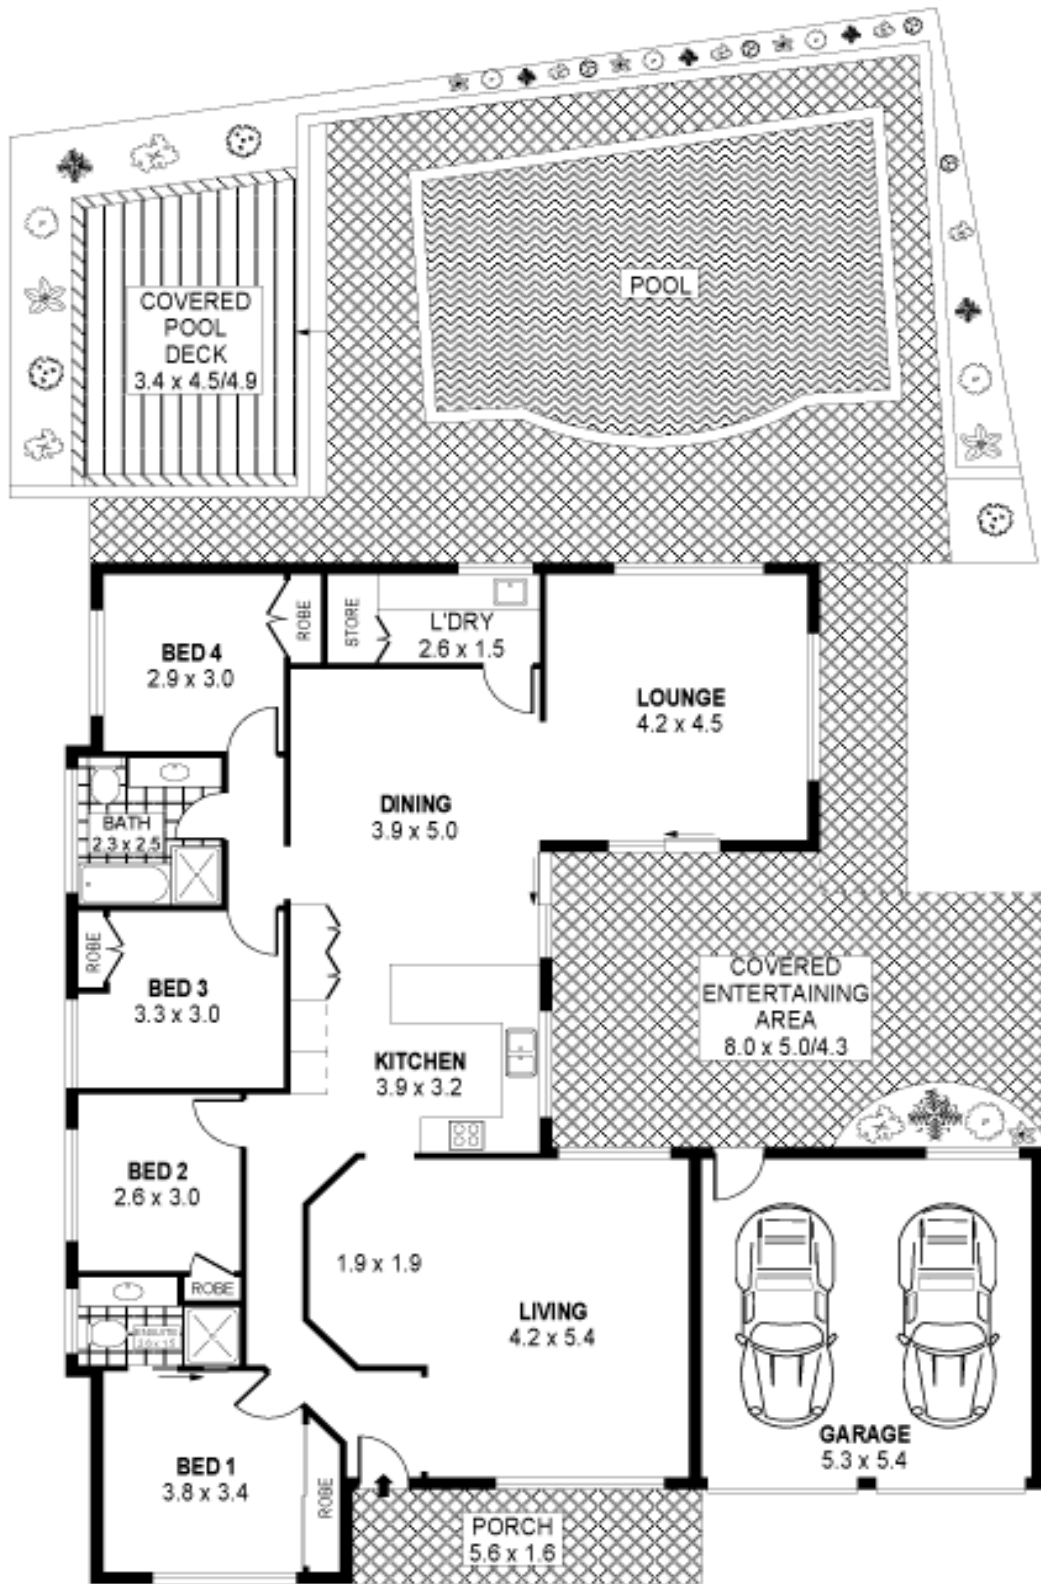 POOL
COVERED
POOL
DECK
3.4 x 4.5/4.9
ROBE
STORE
L'DRY
2.6 x 1.5
BED 4
2.9 x 3.0
LOUNGE
4.2 x 4.5
DINING
3.9 x 5.0
BATH
2.3 x 2.5
ROBE
BED 3
3.3 x 3.0
COVERED
ENTERTAINING
AREA
8.0 x 5.0/4.3
KITCHEN
3.9 x 3.2
BED 2
2.6 x 3.0
ROBE
1.9 x 1.9
LIVING
4.2 x 5.4
ENSUITE
GARAGE
5.3 x 5.4
BED 1
3.8 x 3.4
ROBE
PORCH
5.6 x 1.6